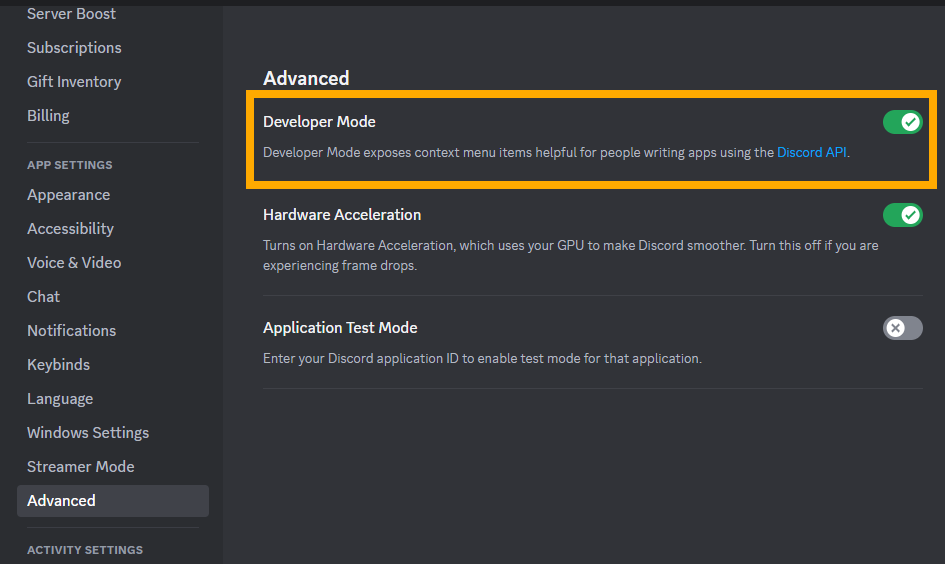 Server Boost
Subscriptions
Gift Inventory
Billing
APP SETTINGS
Appearance
Accessibility
Voice & Video
Chat
Notifications
Keybinds
Language
Windows Settings
Streamer Mode
Advanced
ACTIVITY SETTINGS
Advanced
Developer Mode
Developer Mode exposes context menu items helpful for people writing apps using the Discord API.
Hardware Acceleration
Turns on Hardware Acceleration, which uses your GPU to make Discord smoother. Turn this off if you are
experiencing frame drops.
Application Test Mode
Enter your Discord application ID to enable test mode for that application.